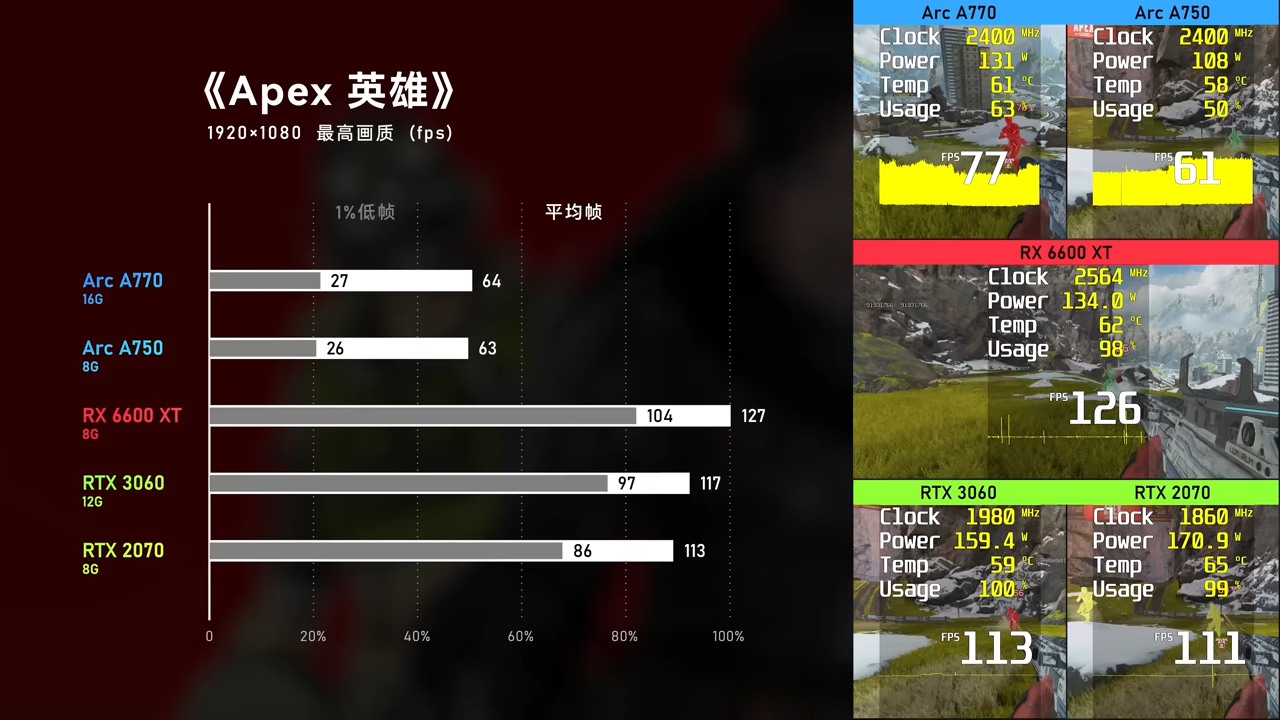 《Apex 英雄》
1920×1080 最高画质 (fps)
1%低帧 平均帧
Arc A770 27 64
16G
Arc A750 26 63
8G
RX 6600 XT 104 127
8G
RTX 3060 97 117
12G
RTX 2070 86 113
8G
0 20% 40% 60% 80% 100%
Arc A770
Clock 2400 MHz
Power 131 W
Temp 61 °C
Usage 63 %
FPS 77
Arc A750
Clock 2400 MHz
Power 108 W
Temp 58 °C
Usage 50 %
FPS 61
RX 6600 XT
Clock 2564 MHz
Power 134.0 W
Temp 62 °C
Usage 98 %
FPS 126
RTX 3060
Clock 1980 MHz
Power 159.4 W
Temp 59 °C
Usage 100 %
FPS 113
RTX 2070
Clock 1860 MHz
Power 170.9 W
Temp 65 °C
Usage 99 %
FPS 111